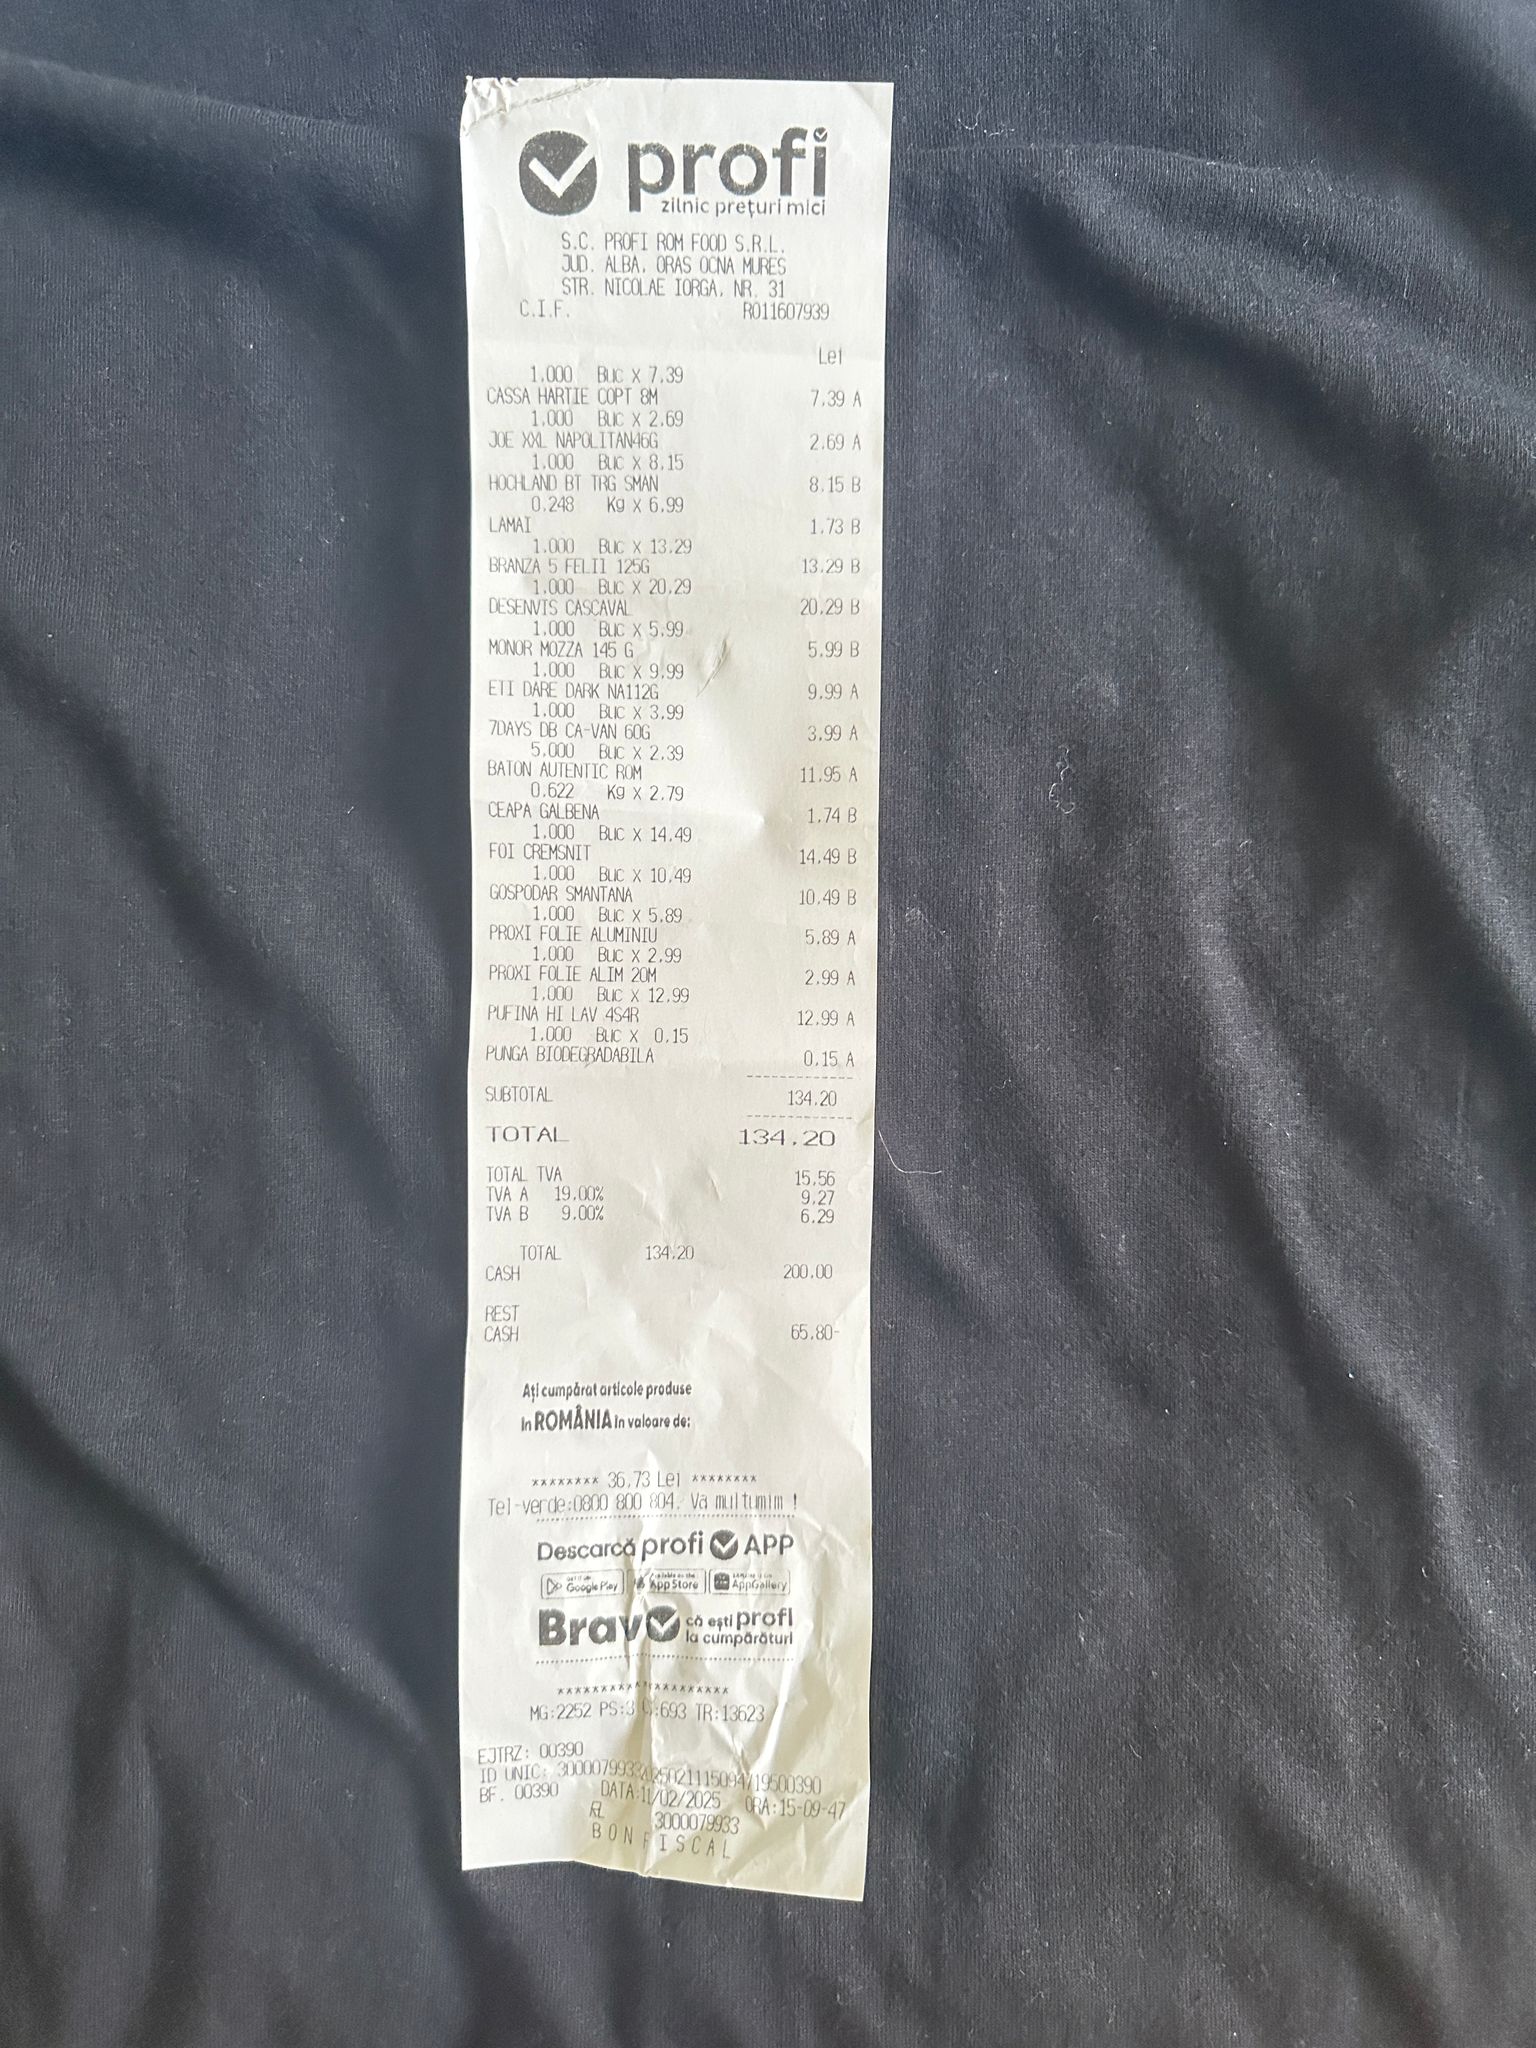 profi
zilnic prețuri mici
S.C. PROFI ROM FOOD S.R.L.
JUD. ALBA, ORAS OCNA MURES
STR. NICOLAE IORGA, NR. 31
C.I.F. RO11607939
Lei
1.000 Buc X 7.39
CASSA HARTIE COPT 8M 7.39 A
1.000 Buc X 2.69
JOE XXL NAPOLITAN46G 2.69 A
1.000 Buc X 8.15
HOCHLAND BT TRG SMAN 8.15 B
0.248 Kg X 6.99
LAMAI 1.73 B
1.000 Buc X 13.29
BRANZA 5 FELII 125G 13.29 B
1.000 Buc X 20.29
DESENVIS CASCAVAL 20.29 B
1.000 Buc X 5.99
MONOR MOZZA 145 G 5.99 B
1.000 Buc X 9.99
ETI DARE DARK NA112G 9.99 A
1.000 Buc X 3.99
7DAYS DB CA-VAN 60G 3.99 A
5.000 Buc X 2.39
BATON AUTENTIC ROM 11.95 A
0.622 Kg X 2.79
CEAPA GALBENA 1.74 B
1.000 Buc X 14.49
FOI CREMSNIT 14.49 B
1.000 Buc X 10.49
GOSPODAR SMANTANA 10.49 B
1.000 Buc X 5.89
PROXI FOLIE ALUMINIU 5.89 A
1.000 Buc X 2.99
PROXI FOLIE ALIM 20M 2.99 A
1.000 Buc X 12.99
PUFINA HI LAV 4S4R 12.99 A
1.000 Buc X 0.15
PUNGA BIODEGRADABILA 0.15 A
SUBTOTAL 134.20
TOTAL 134.20
TOTAL TVA 15.56
TVA A 19.00% 9.27
TVA B 9.00% 6.29
TOTAL 134.20
CASH 200.00
REST
CASH 65.80-
Ați cumpărat articole produse
în ROMÂNIA în valoare de:
******** 36.73 Lei ********
Tel-verde:0800 800 804. Va multumim !
Descarcă profi APP
GET IT ON Google Play App Store AppGallery
Bravo că ești profi
la cumpărături
********************
MG:2252 PS:3 :693 TR:13623
EJTRZ: 00390
ID UNIC: 
BF. 00390 DATA:11/02/2025 ORA:15-09-47
3000079933
BON FISCAL